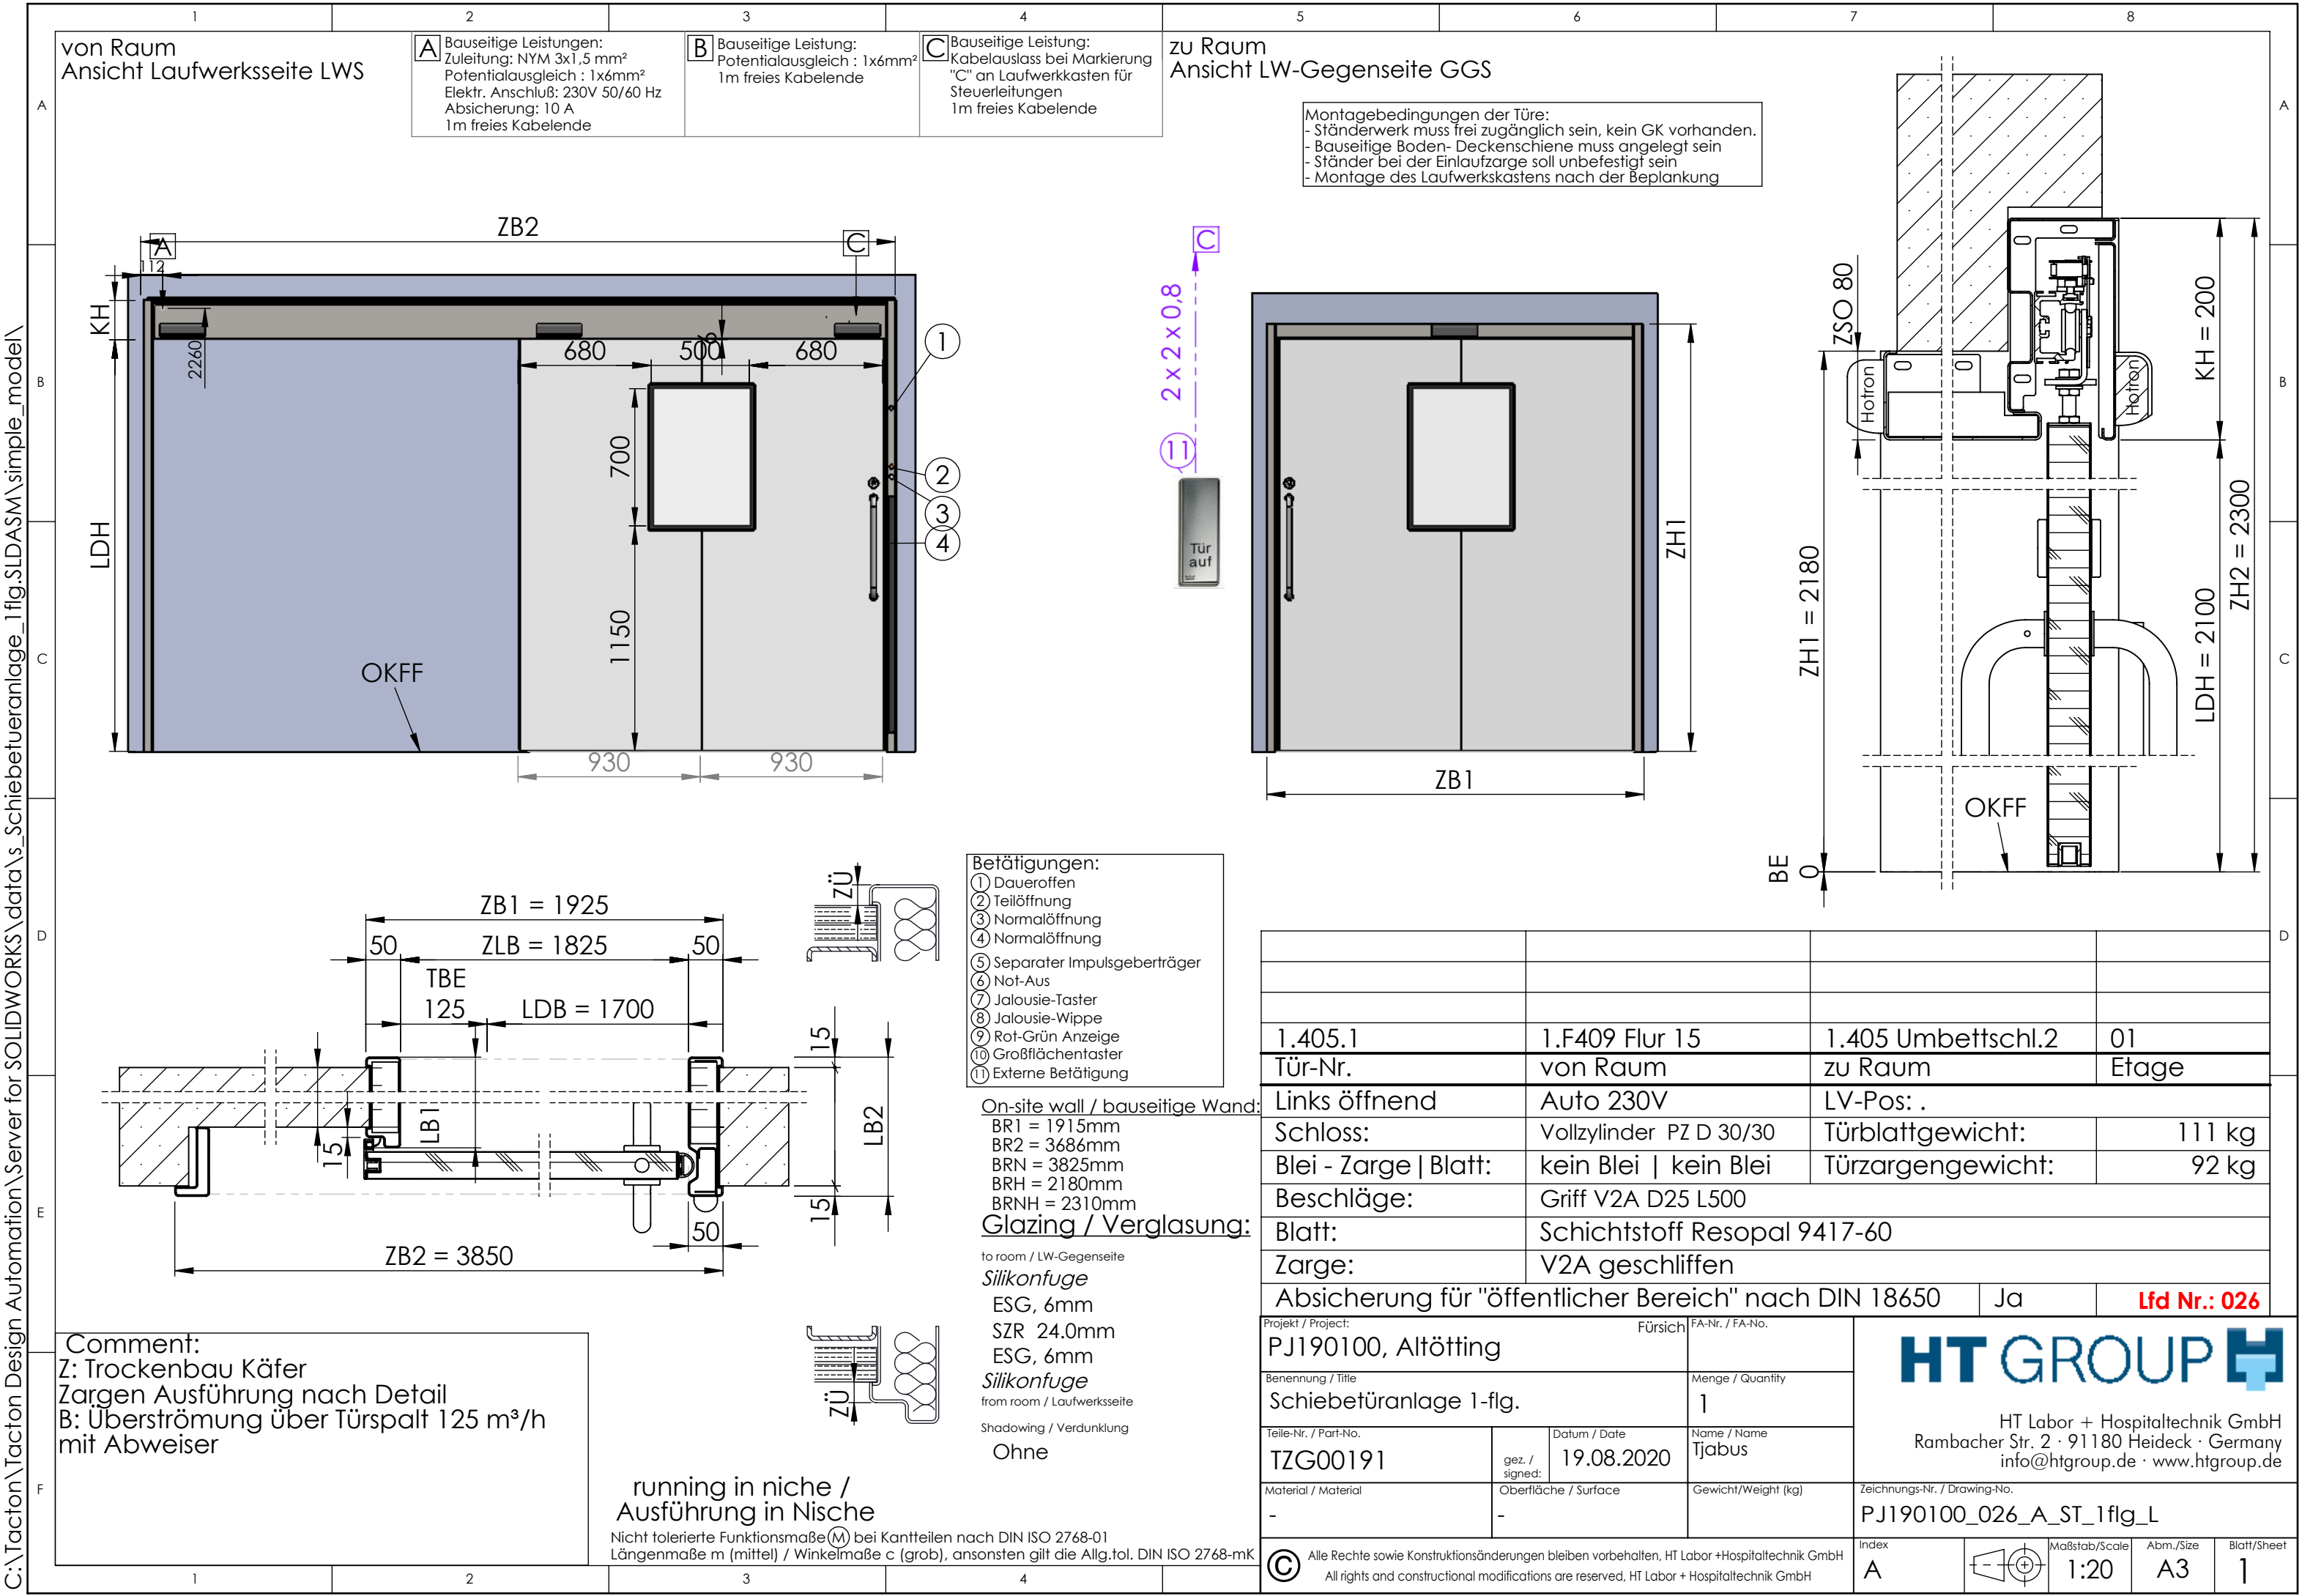 1 2 3 4 5 6 7 8
A B C D E F
von Raum
Ansicht Laufwerksseite LWS
A
Bauseitige Leistungen:
Zuleitung: NYM 3x1,5 mm²
Potentialausgleich : 1x6mm²
Elektr. Anschluß: 230V 50/60 Hz
Absicherung: 10 A
1m freies Kabelende
B
Bauseitige Leistung:
Potentialausgleich : 1x6mm²
1m freies Kabelende
C
Bauseitige Leistung:
Kabelauslass bei Markierung
"C" an Laufwerkkasten für
Steuerleitungen
1m freies Kabelende
zu Raum
Ansicht LW-Gegenseite GGS
Montagebedingungen der Türe:
- Ständerwerk muss frei zugänglich sein, kein GK vorhanden.
- Bauseitige Boden- Deckenschiene muss angelegt sein
- Ständer bei der Einlaufzarge soll unbefestigt sein
- Montage des Laufwerkskastens nach der Beplankung
ZB2
A
C
112
KH
2260
680 500 680
700
1150
LDH
OKFF
930 930
1
2
3
4
C
2 x 2 x 0,8
11
Tür
auf
ZH1
ZB1
ZSO 80
Hotron
Hotron
KH = 200
ZH1 = 2180
LDH = 2100
ZH2 = 2300
OKFF
BE
0
ZB1 = 1925
50 ZLB = 1825 50
TBE
125 LDB = 1700
15
LB1
LB2
15
15
50
ZB2 = 3850
ZÜ
ZÜ
Betätigungen:
1 Daueroffen
2 Teilöffnung
3 Normalöffnung
4 Normalöffnung
5 Separater Impulsgeberträger
6 Not-Aus
7 Jalousie-Taster
8 Jalousie-Wippe
9 Rot-Grün Anzeige
10 Großflächentaster
11 Externe Betätigung
On-site wall / bauseitige Wand:
BR1 = 1915mm
BR2 = 3686mm
BRN = 3825mm
BRH = 2180mm
BRNH = 2310mm
Glazing / Verglasung:
to room / LW-Gegenseite
Silikonfuge
ESG, 6mm
SZR 24.0mm
ESG, 6mm
Silikonfuge
from room / Laufwerksseite
Shadowing / Verdunklung
Ohne
Comment:
Z: Trockenbau Käfer
Zargen Ausführung nach Detail
B: Überströmung über Türspalt 125 m³/h
mit Abweiser
running in niche /
Ausführung in Nische
Nicht tolerierte Funktionsmaße M bei Kantteilen nach DIN ISO 2768-01
Längenmaße m (mittel) / Winkelmaße c (grob), ansonsten gilt die Allg.tol. DIN ISO 2768-mK
1.405.1 1.F409 Flur 15 1.405 Umbettschl.2 01
Tür-Nr. von Raum zu Raum Etage
Links öffnend Auto 230V LV-Pos: .
Schloss: Vollzylinder PZ D 30/30 Türblattgewicht: 111 kg
Blei - Zarge | Blatt: kein Blei | kein Blei Türzargengewicht: 92 kg
Beschläge: Griff V2A D25 L500
Blatt: Schichtstoff Resopal 9417-60
Zarge: V2A geschliffen
Absicherung für "öffentlicher Bereich" nach DIN 18650 Ja Lfd Nr.: 026
Projekt / Project: Fürsich FA-Nr. / FA-No.
PJ190100, Altötting
Benennung / Title Menge / Quantity
Schiebetüranlage 1-flg. 1
Teile-Nr. / Part-No. Datum / Date Name / Name
TZG00191 gez. / signed: 19.08.2020 Tjabus
Material / Material Oberfläche / Surface Gewicht/Weight (kg)
- -
HT GROUP
HT Labor + Hospitaltechnik GmbH
Rambacher Str. 2 · 91180 Heideck · Germany
info@htgroup.de · www.htgroup.de
Zeichnungs-Nr. / Drawing-No.
PJ190100_026_A_ST_1flg_L
© Alle Rechte sowie Konstruktionsänderungen bleiben vorbehalten, HT Labor +Hospitaltechnik GmbH
All rights and constructional modifications are reserved, HT Labor + Hospitaltechnik GmbH
Index Maßstab/Scale Abm./Size Blatt/Sheet
A 1:20 A3 1
C:\Tacton\Tacton Design Automation\Server for SOLIDWORKS\data\s_Schiebetueranlage_1flg.SLDASM\simple_model\
1 2 3 4
A B C D E F